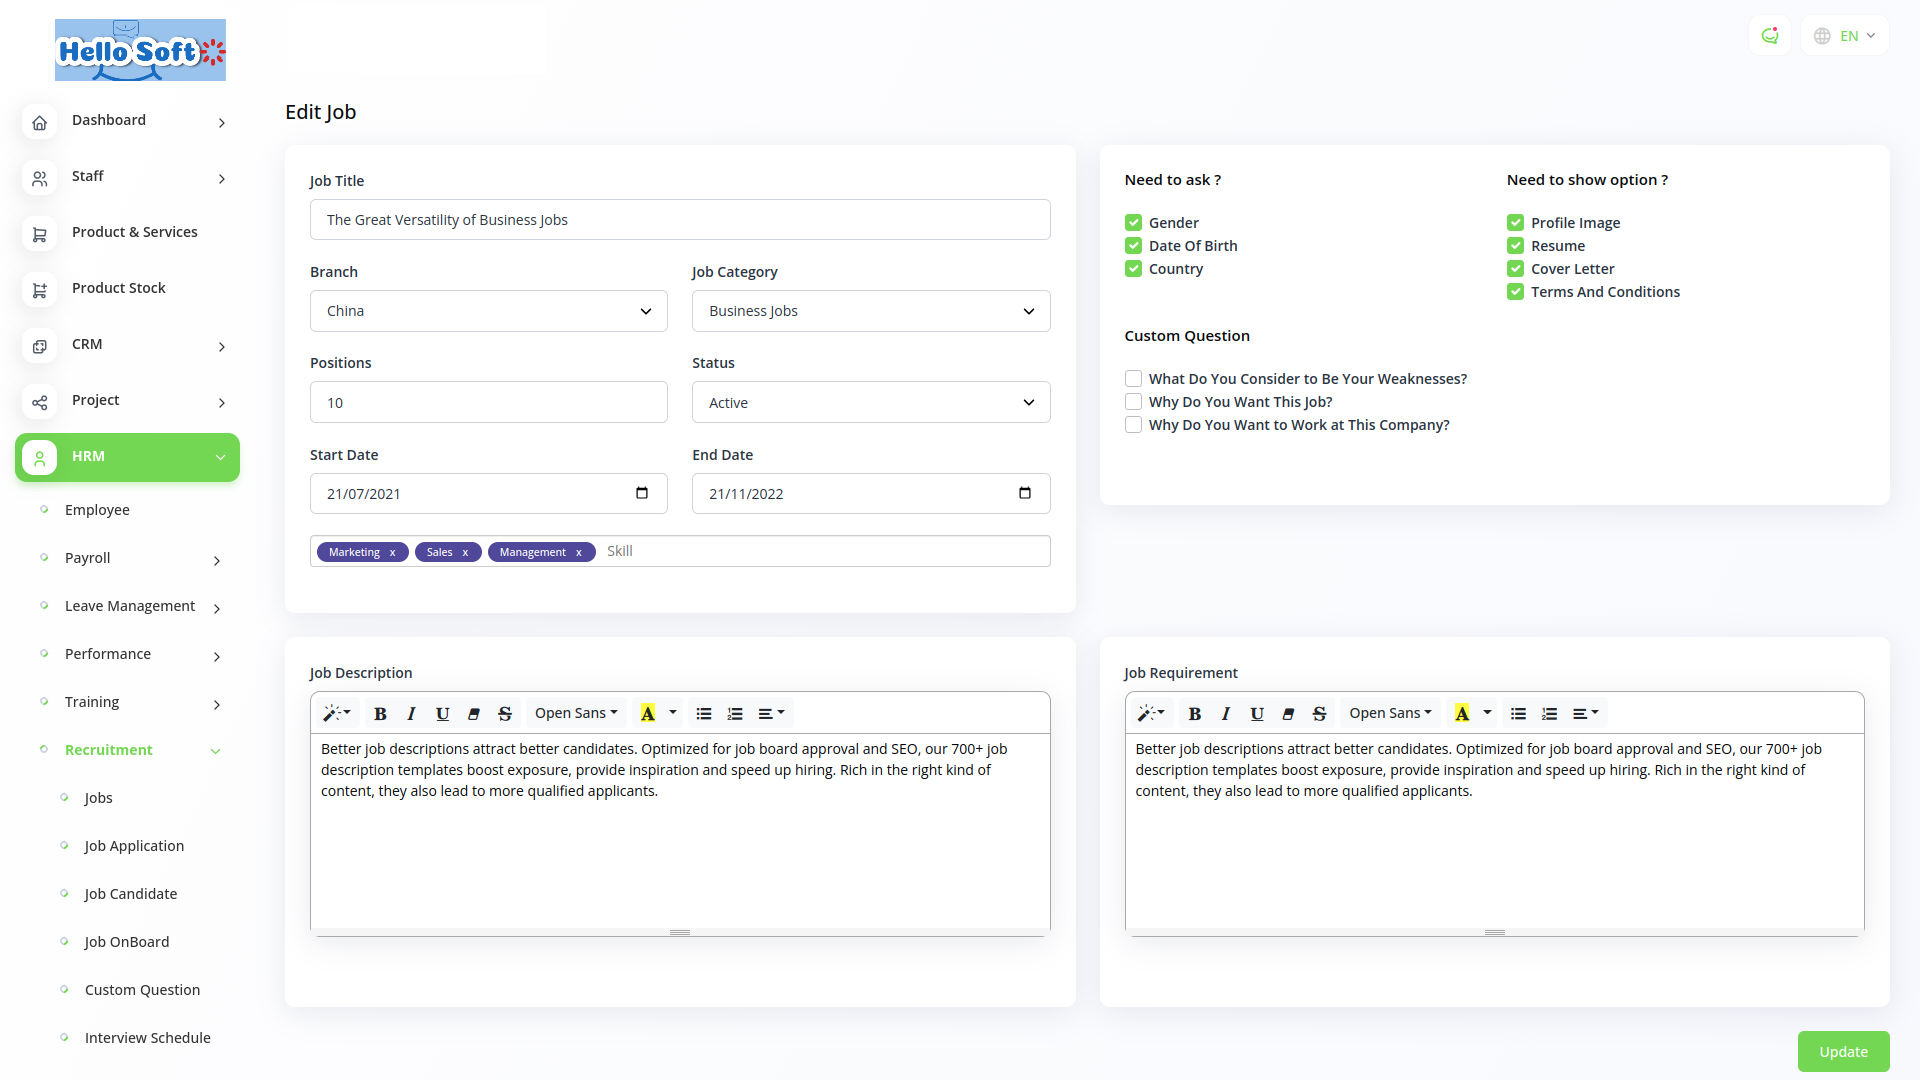 Hello Soft
EN
Dashboard
Staff
Product & Services
Product Stock
CRM
Project
HRM
Employee
Payroll
Leave Management
Performance
Training
Recruitment
Jobs
Job Application
Job Candidate
Job OnBoard
Custom Question
Interview Schedule
Edit Job
Job Title
The Great Versatility of Business Jobs
Branch
Job Category
China
Business Jobs
Positions
Status
10
Active
Start Date
End Date
21/07/2021
21/11/2022
Marketing x Sales x Management x Skill
Need to ask ?
Gender
Date Of Birth
Country
Need to show option ?
Profile Image
Resume
Cover Letter
Terms And Conditions
Custom Question
What Do You Consider to Be Your Weaknesses?
Why Do You Want This Job?
Why Do You Want to Work at This Company?
Job Description
B I U S Open Sans A
Better job descriptions attract better candidates. Optimized for job board approval and SEO, our 700+ job
description templates boost exposure, provide inspiration and speed up hiring. Rich in the right kind of
content, they also lead to more qualified applicants.
Job Requirement
B I U S Open Sans A
Better job descriptions attract better candidates. Optimized for job board approval and SEO, our 700+ job
description templates boost exposure, provide inspiration and speed up hiring. Rich in the right kind of
content, they also lead to more qualified applicants.
Update